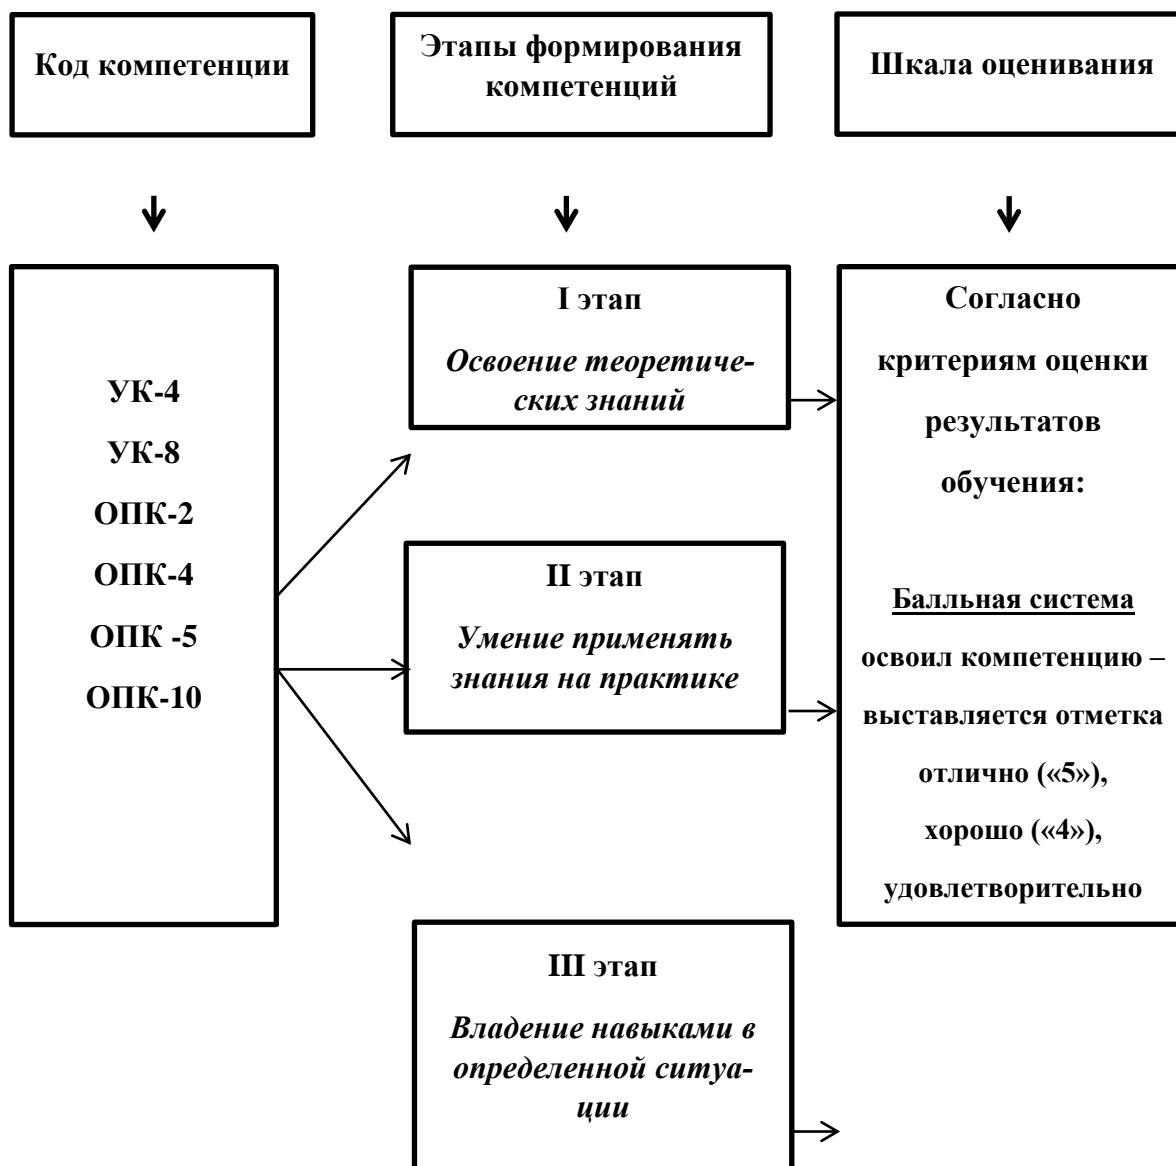 Код компетенции
Этапы формирования
компетенций
Шкала оценивания
УК-4
УК-8
ОПК-2
ОПК-4
ОПК -5
ОПК-10
I этап
Освоение теоретиче-
ских знаний
II этап
Умение применять
знания на практике
III этап
Владение навыками в
определенной ситуа-
ции
Согласно
критериям оценки
результатов
обучения:
Балльная система
освоил компетенцию –
выставляется отметка
отлично («5»),
хорошо («4»),
удовлетворительно